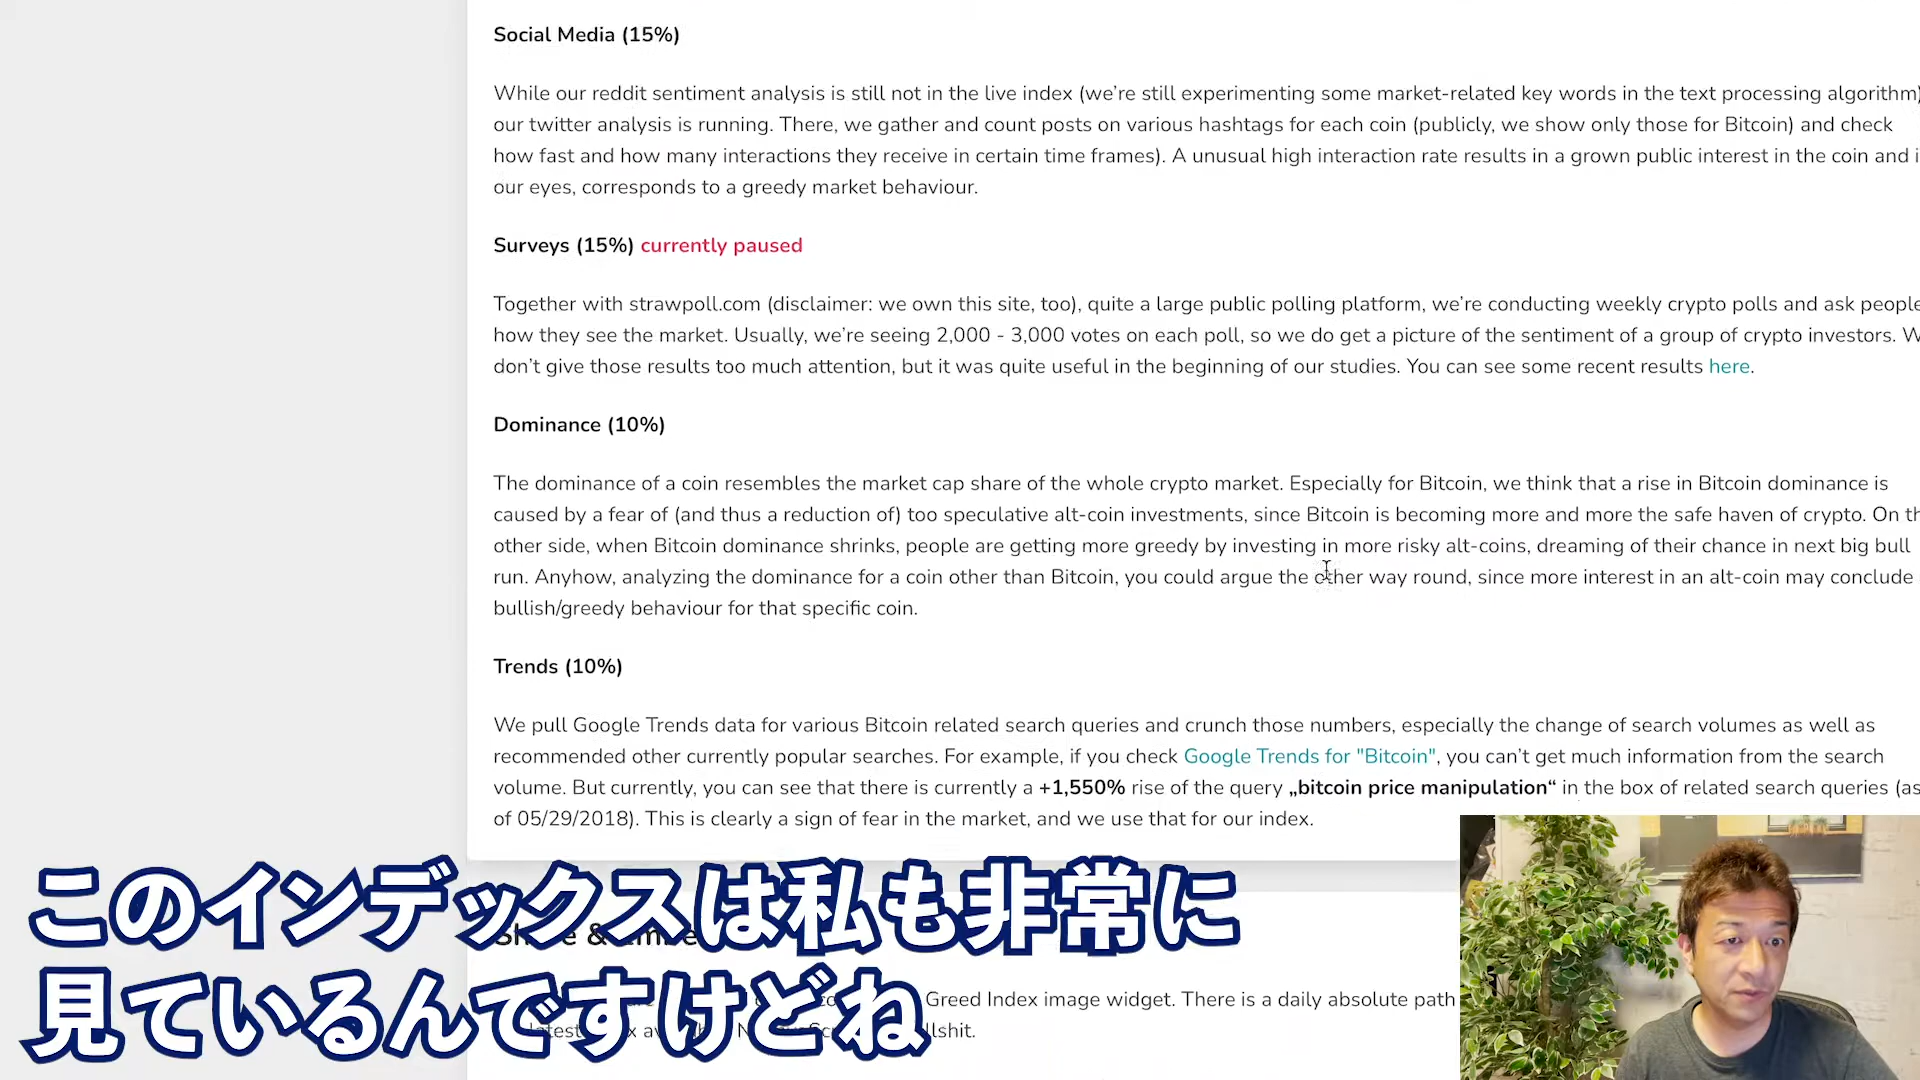 Social Media (15%)
While our reddit sentiment analysis is still not in the live index (we're still experimenting some market-related key words in the text processing algorithm)
our twitter analysis is running. There, we gather and count posts on various hashtags for each coin (publicly, we show only those for Bitcoin) and check
how fast and how many interactions they receive in certain time frames). A unusual high interaction rate results in a grown public interest in the coin and i
our eyes, corresponds to a greedy market behaviour.
Surveys (15%) currently paused
Together with strawpoll.com (disclaimer: we own this site, too), quite a large public polling platform, we're conducting weekly crypto polls and ask people
how they see the market. Usually, we're seeing 2,000 - 3,000 votes on each poll, so we do get a picture of the sentiment of a group of crypto investors. W
don't give those results too much attention, but it was quite useful in the beginning of our studies. You can see some recent results here.
Dominance (10%)
The dominance of a coin resembles the market cap share of the whole crypto market. Especially for Bitcoin, we think that a rise in Bitcoin dominance is
caused by a fear of (and thus a reduction of) too speculative alt-coin investments, since Bitcoin is becoming more and more the safe haven of crypto. On th
other side, when Bitcoin dominance shrinks, people are getting more greedy by investing in more risky alt-coins, dreaming of their chance in next big bull
run. Anyhow, analyzing the dominance for a coin other than Bitcoin, you could argue the other way round, since more interest in an alt-coin may conclude
bullish/greedy behaviour for that specific coin.
Trends (10%)
We pull Google Trends data for various Bitcoin related search queries and crunch those numbers, especially the change of search volumes as well as
recommended other currently popular searches. For example, if you check Google Trends for "Bitcoin", you can't get much information from the search
volume. But currently, you can see that there is currently a +1,550% rise of the query „bitcoin price manipulation“ in the box of related search queries (as
of 05/29/2018). This is clearly a sign of fear in the market, and we use that for our index.
このインデックスは私も非常に
見ているんですけどね
Greed Index image widget. There is a daily absolute path